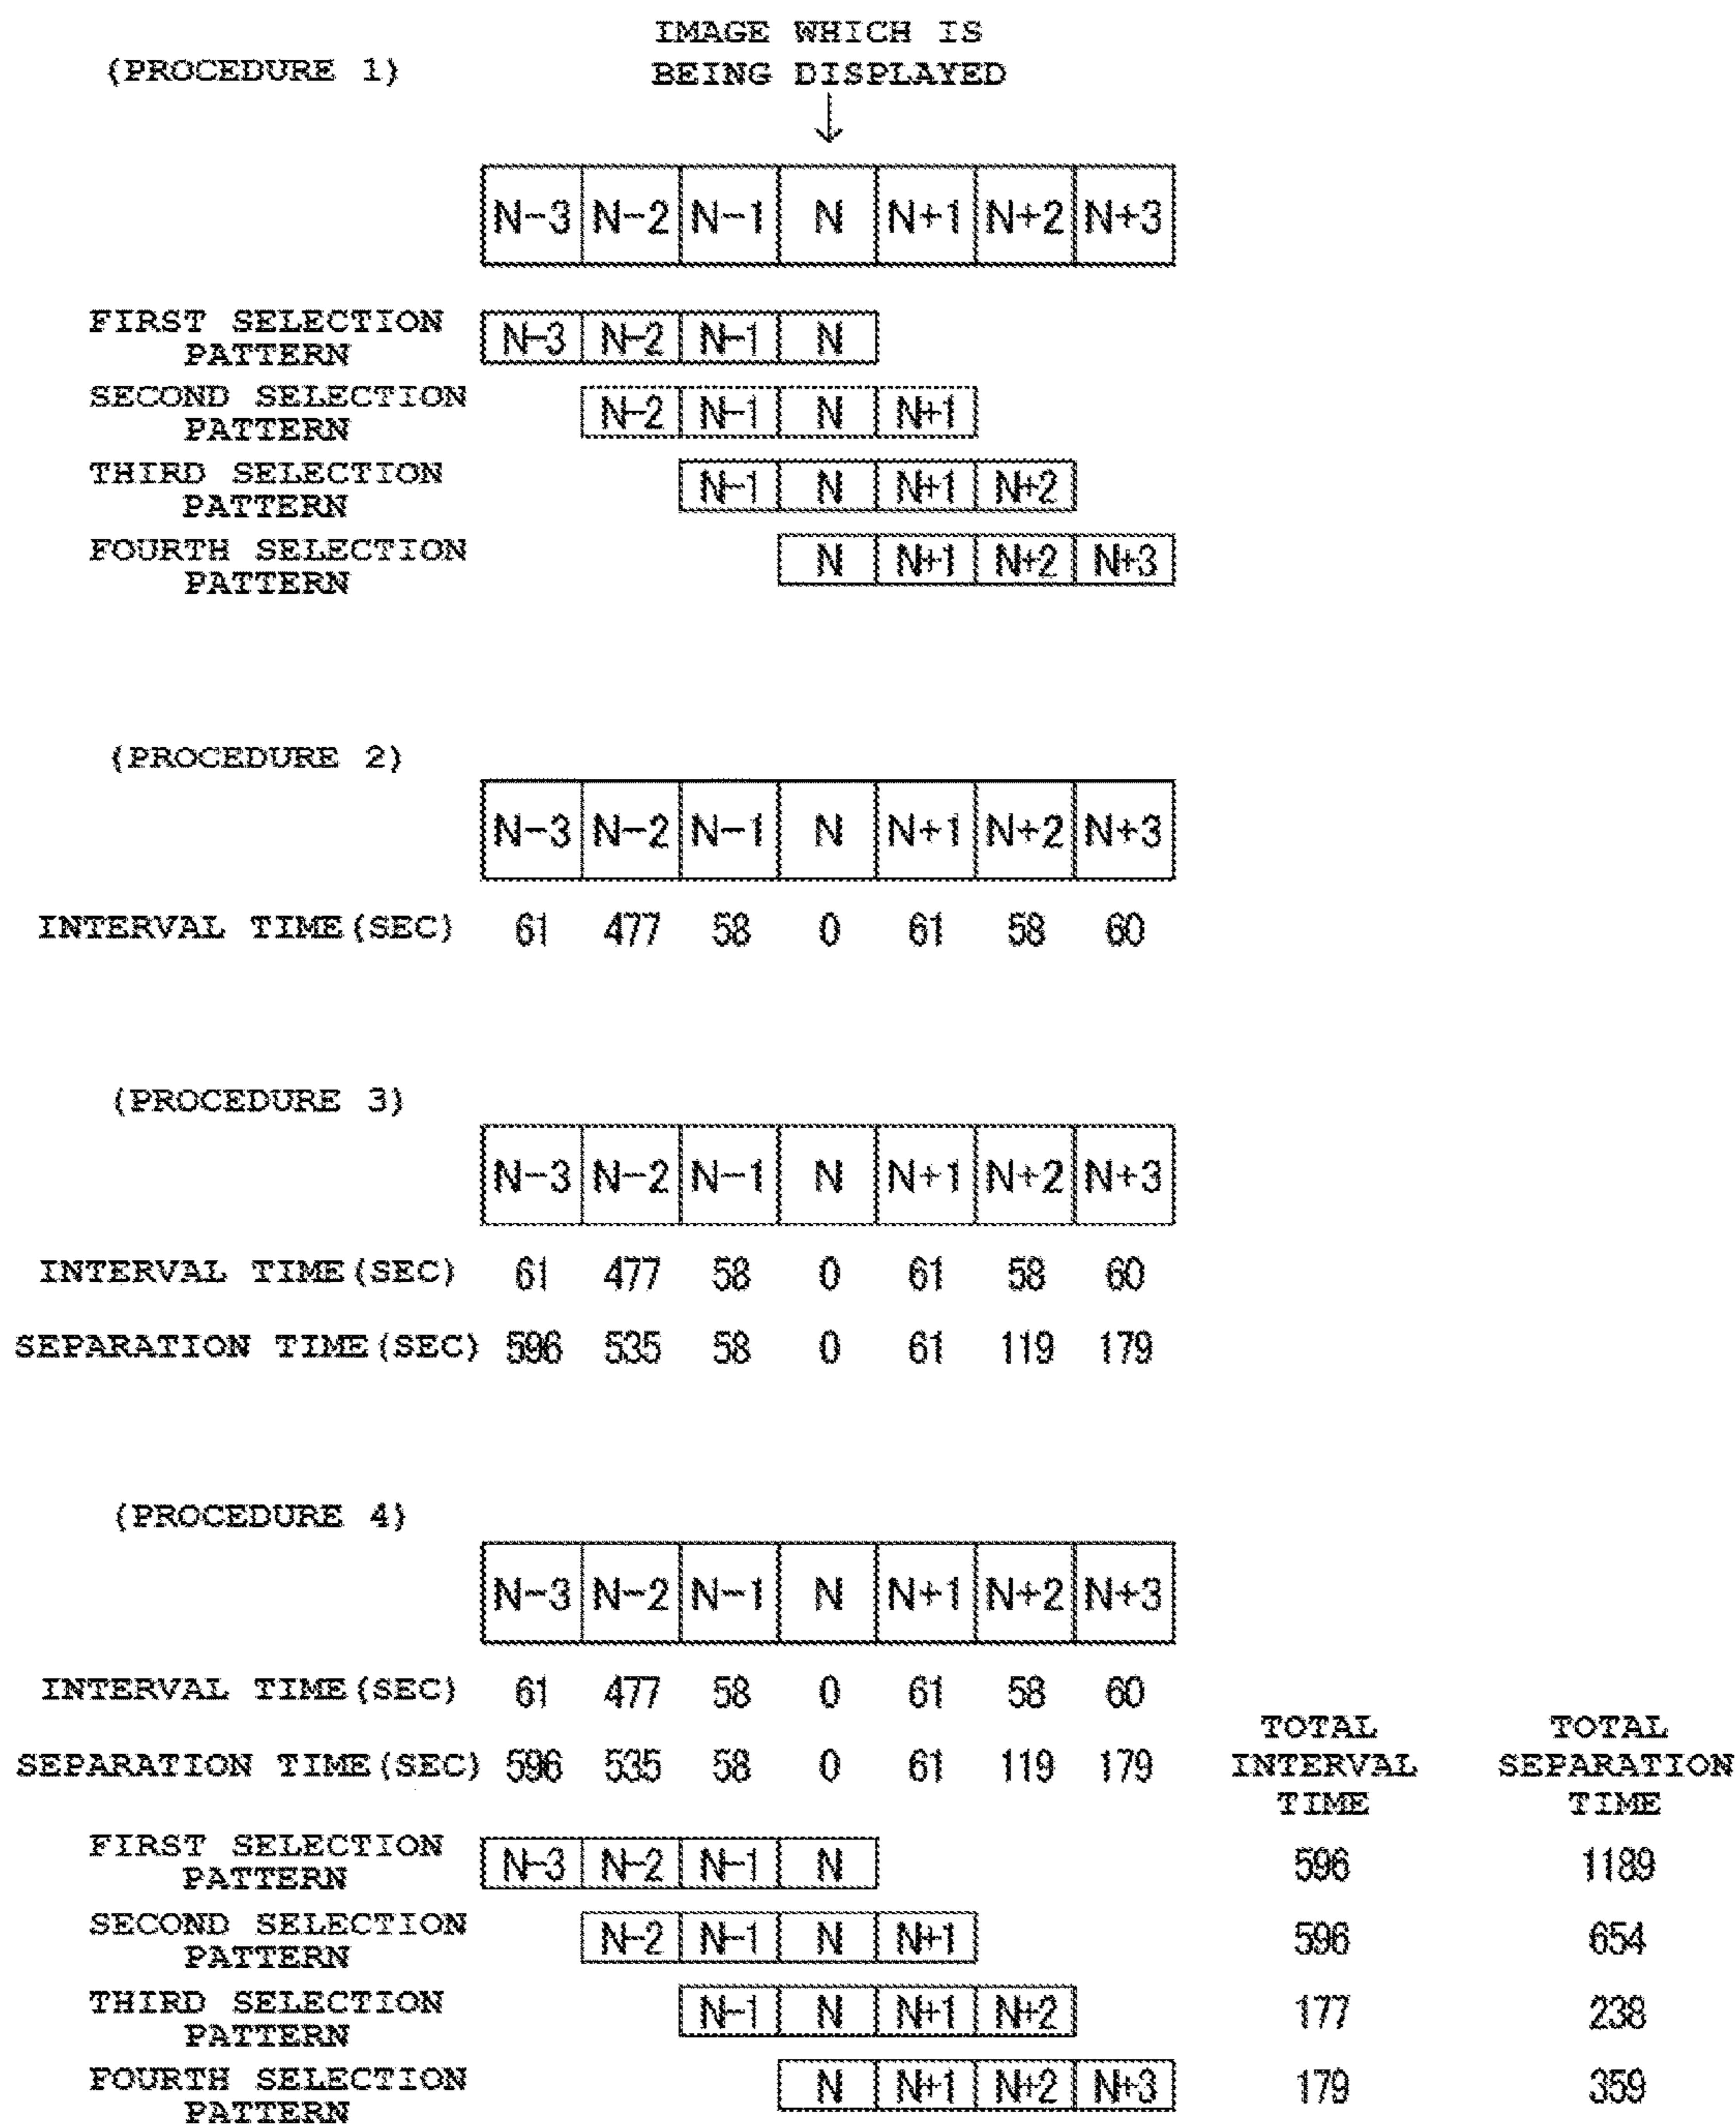 (PROCEDURE 1)
IMAGE WHICH IS
BEING DISPLAYED
N-3 N-2 N-1 N N+1 N+2 N+3
FIRST SELECTION
PATTERN
N-3 N-2 N-1 N
SECOND SELECTION
PATTERN
N-2 N-1 N N+1
THIRD SELECTION
PATTERN
N-1 N N+1 N+2
FOURTH SELECTION
PATTERN
N N+1 N+2 N+3
(PROCEDURE 2)
N-3 N-2 N-1 N N+1 N+2 N+3
INTERVAL TIME(SEC) 61 477 58 0 61 58 60
(PROCEDURE 3)
N-3 N-2 N-1 N N+1 N+2 N+3
INTERVAL TIME(SEC) 61 477 58 0 61 58 60
SEPARATION TIME(SEC) 596 535 58 0 61 119 179
(PROCEDURE 4)
N-3 N-2 N-1 N N+1 N+2 N+3
INTERVAL TIME(SEC) 61 477 58 0 61 58 60
SEPARATION TIME(SEC) 596 535 58 0 61 119 179
TOTAL
INTERVAL
TIME
TOTAL
SEPARATION
TIME
FIRST SELECTION
PATTERN
N-3 N-2 N-1 N 596 1189
SECOND SELECTION
PATTERN
N-2 N-1 N N+1 596 654
THIRD SELECTION
PATTERN
N-1 N N+1 N+2 177 238
FOURTH SELECTION
PATTERN
N N+1 N+2 N+3 179 359